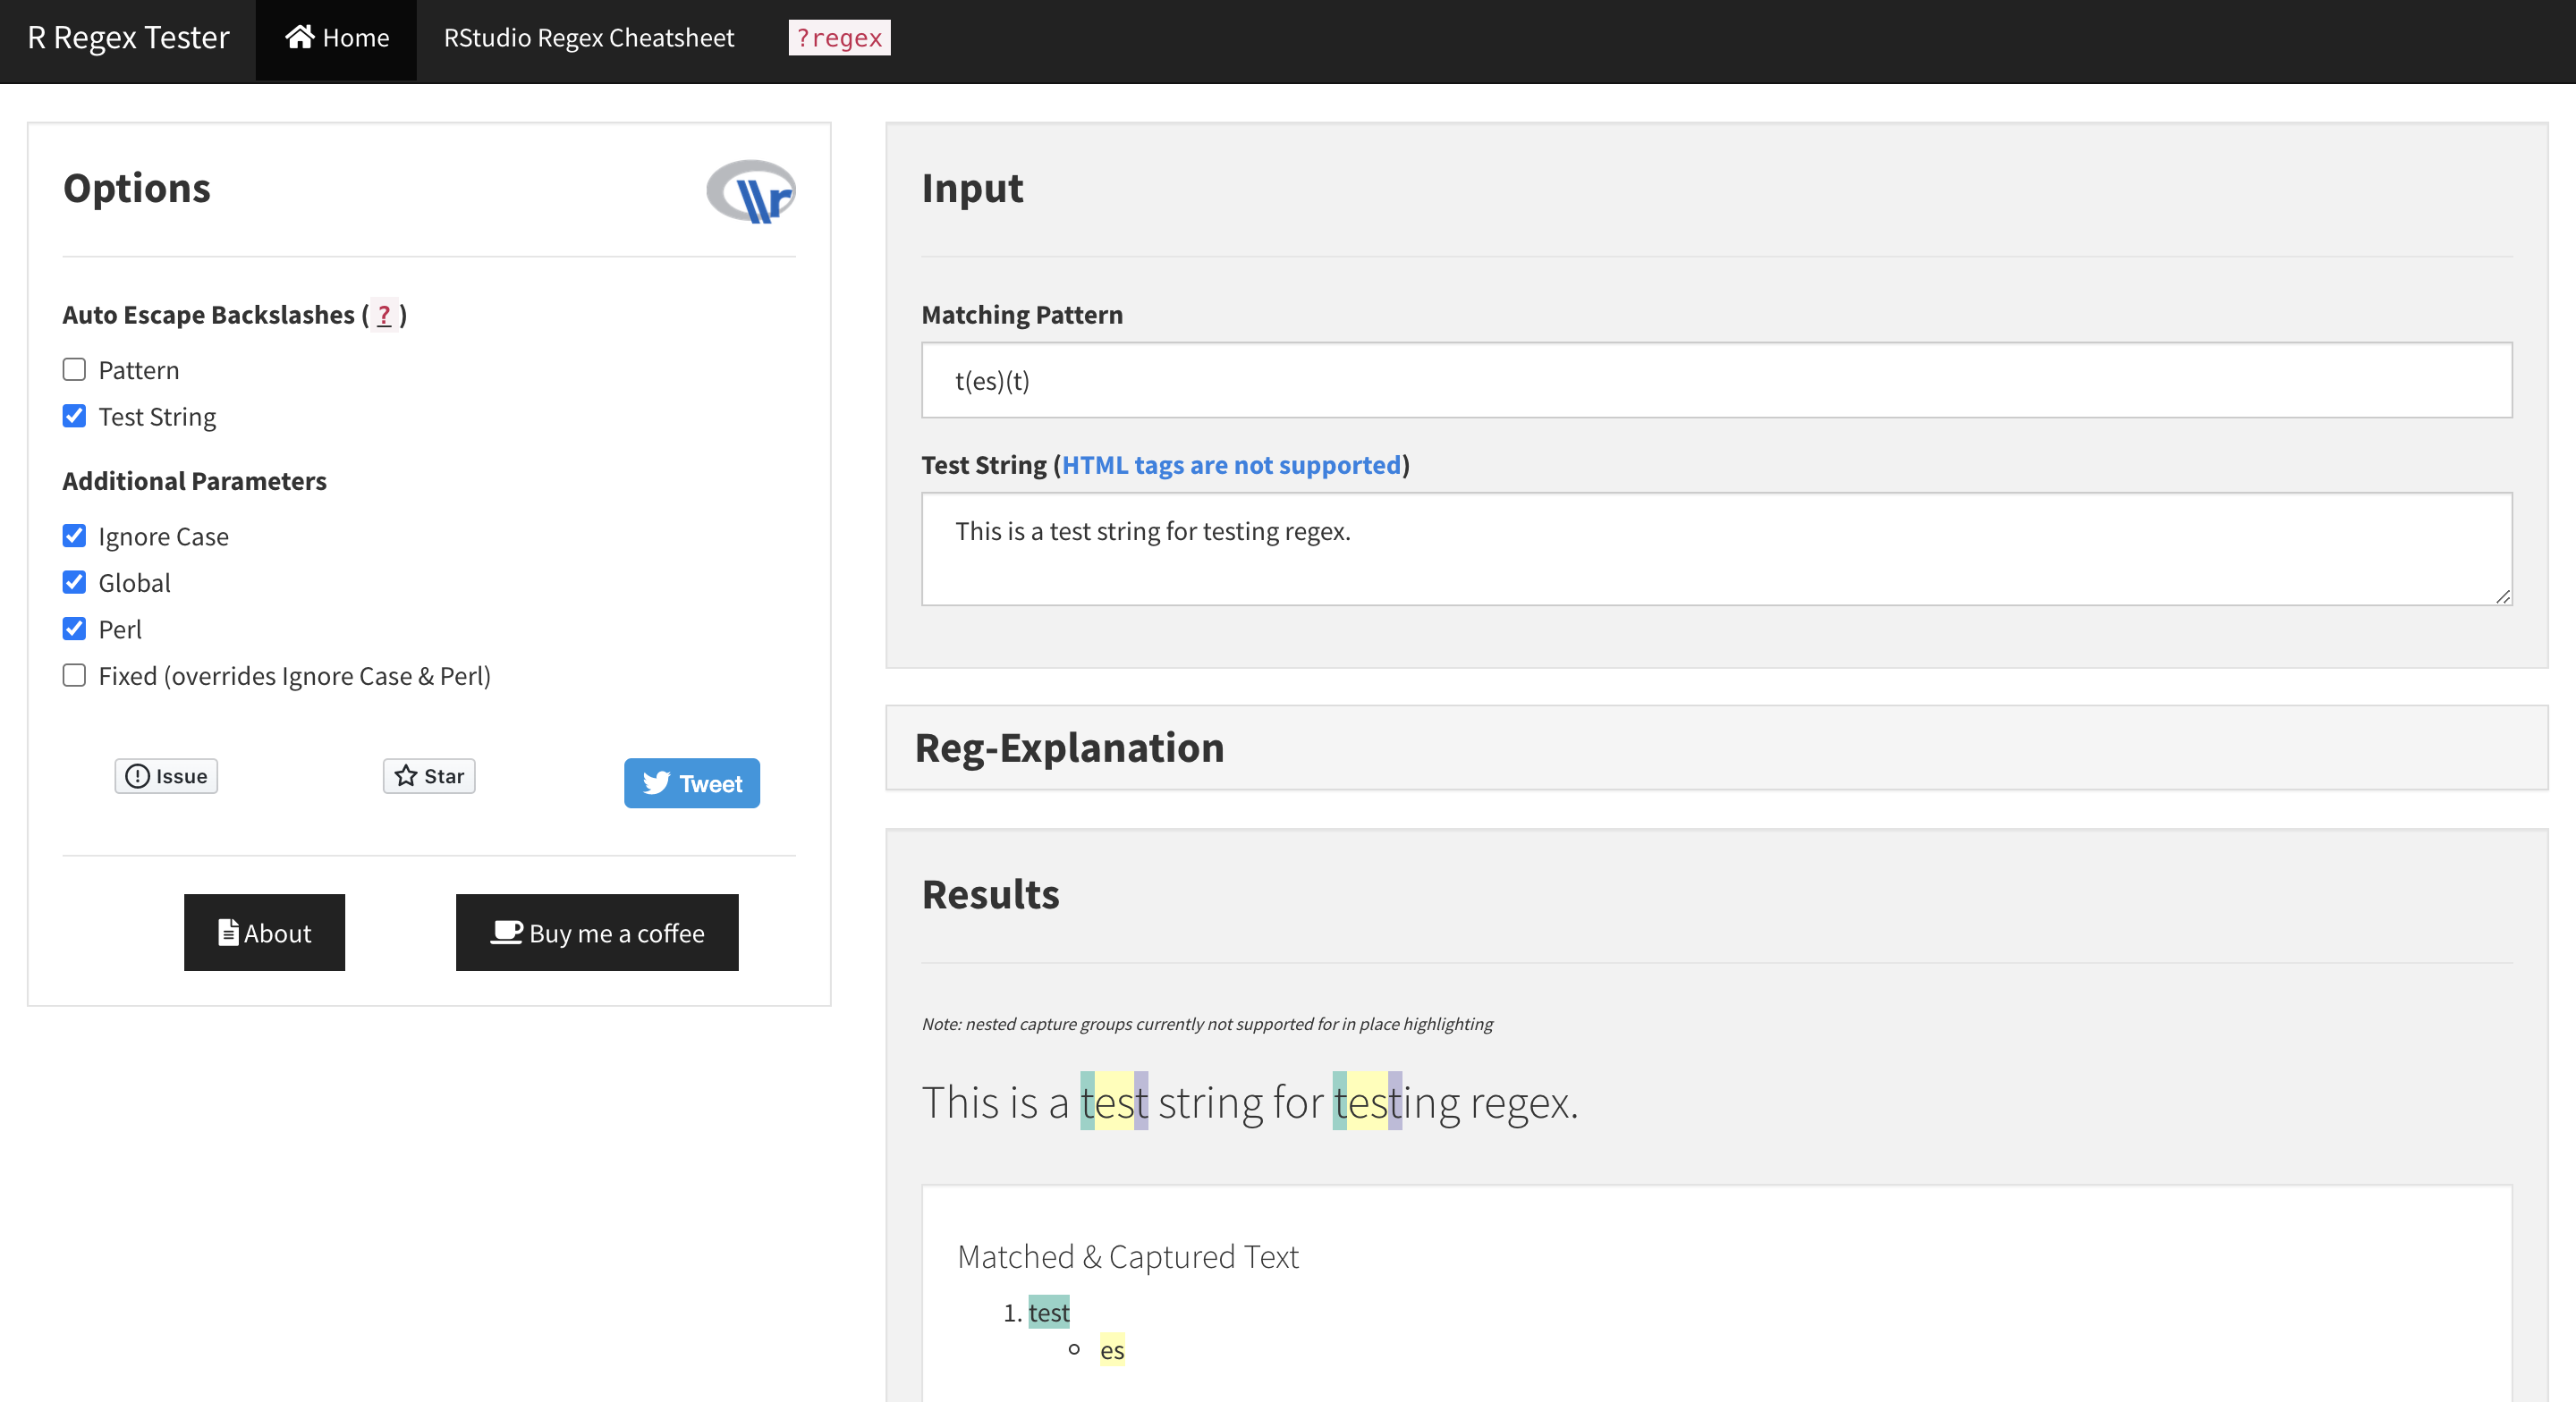 R Regex Tester
Home
RStudio Regex Cheatsheet
?regex
Options
\\r
Auto Escape Backslashes ( ? )
Pattern
Test String
Additional Parameters
Ignore Case
Global
Perl
Fixed (overrides Ignore Case & Perl)
Issue
Star
Tweet
About
Buy me a coffee
Input
Matching Pattern
t(es)(t)
Test String (HTML tags are not supported)
This is a test string for testing regex.
Reg-Explanation
Results
Note: nested capture groups currently not supported for in place highlighting
This is a test string for testing regex.
Matched & Captured Text
1. test
es